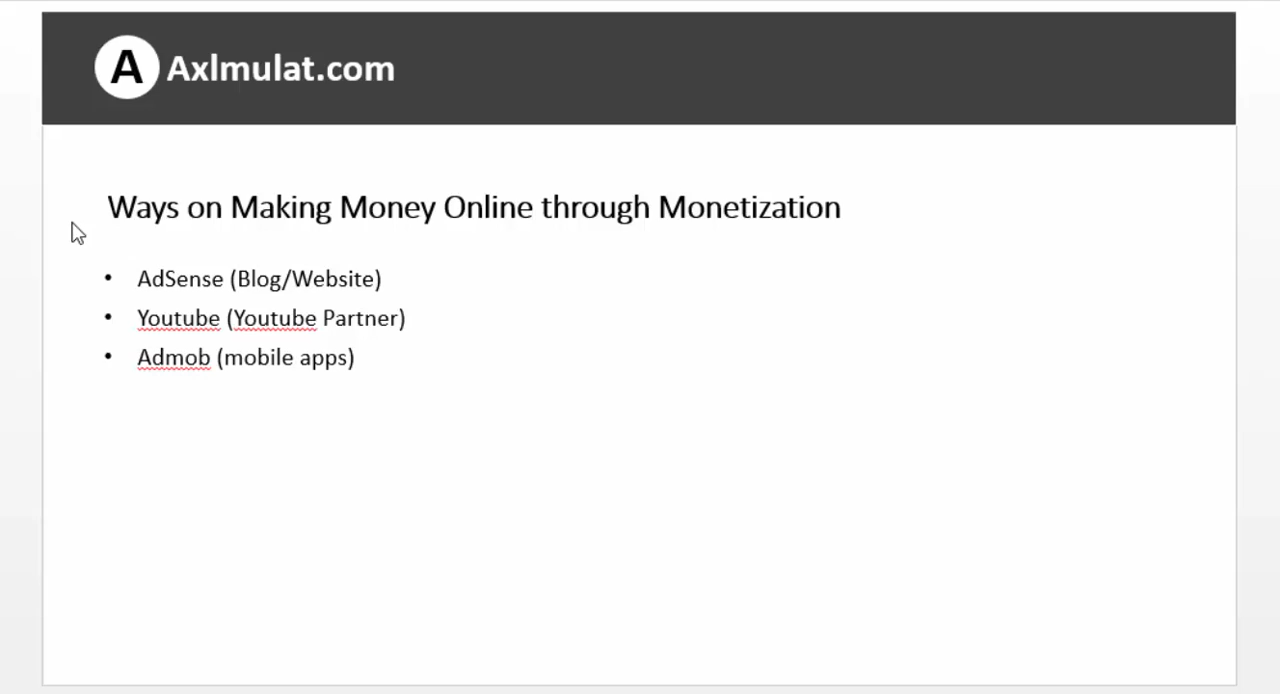 A Axlmulat.com
Ways on Making Money Online through Monetization
• AdSense (Blog/Website)
• Youtube (Youtube Partner)
• Admob (mobile apps)